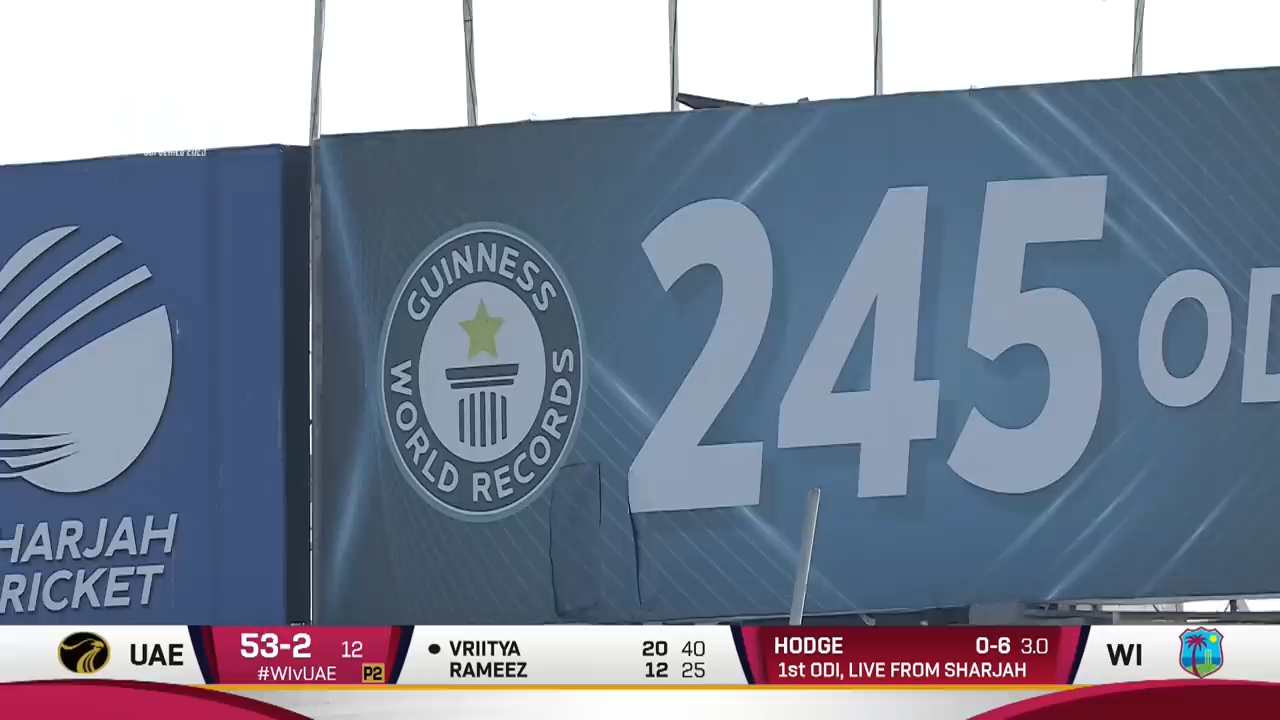 GUINNESS
WORLD RECORDS
245 OD
HARJAH
RICKET
UAE
53-2 12
#WIvUAE P2
VRIITYA 20 40
RAMEEZ 12 25
HODGE 0-6 3.0
1st ODI, LIVE FROM SHARJAH
WI